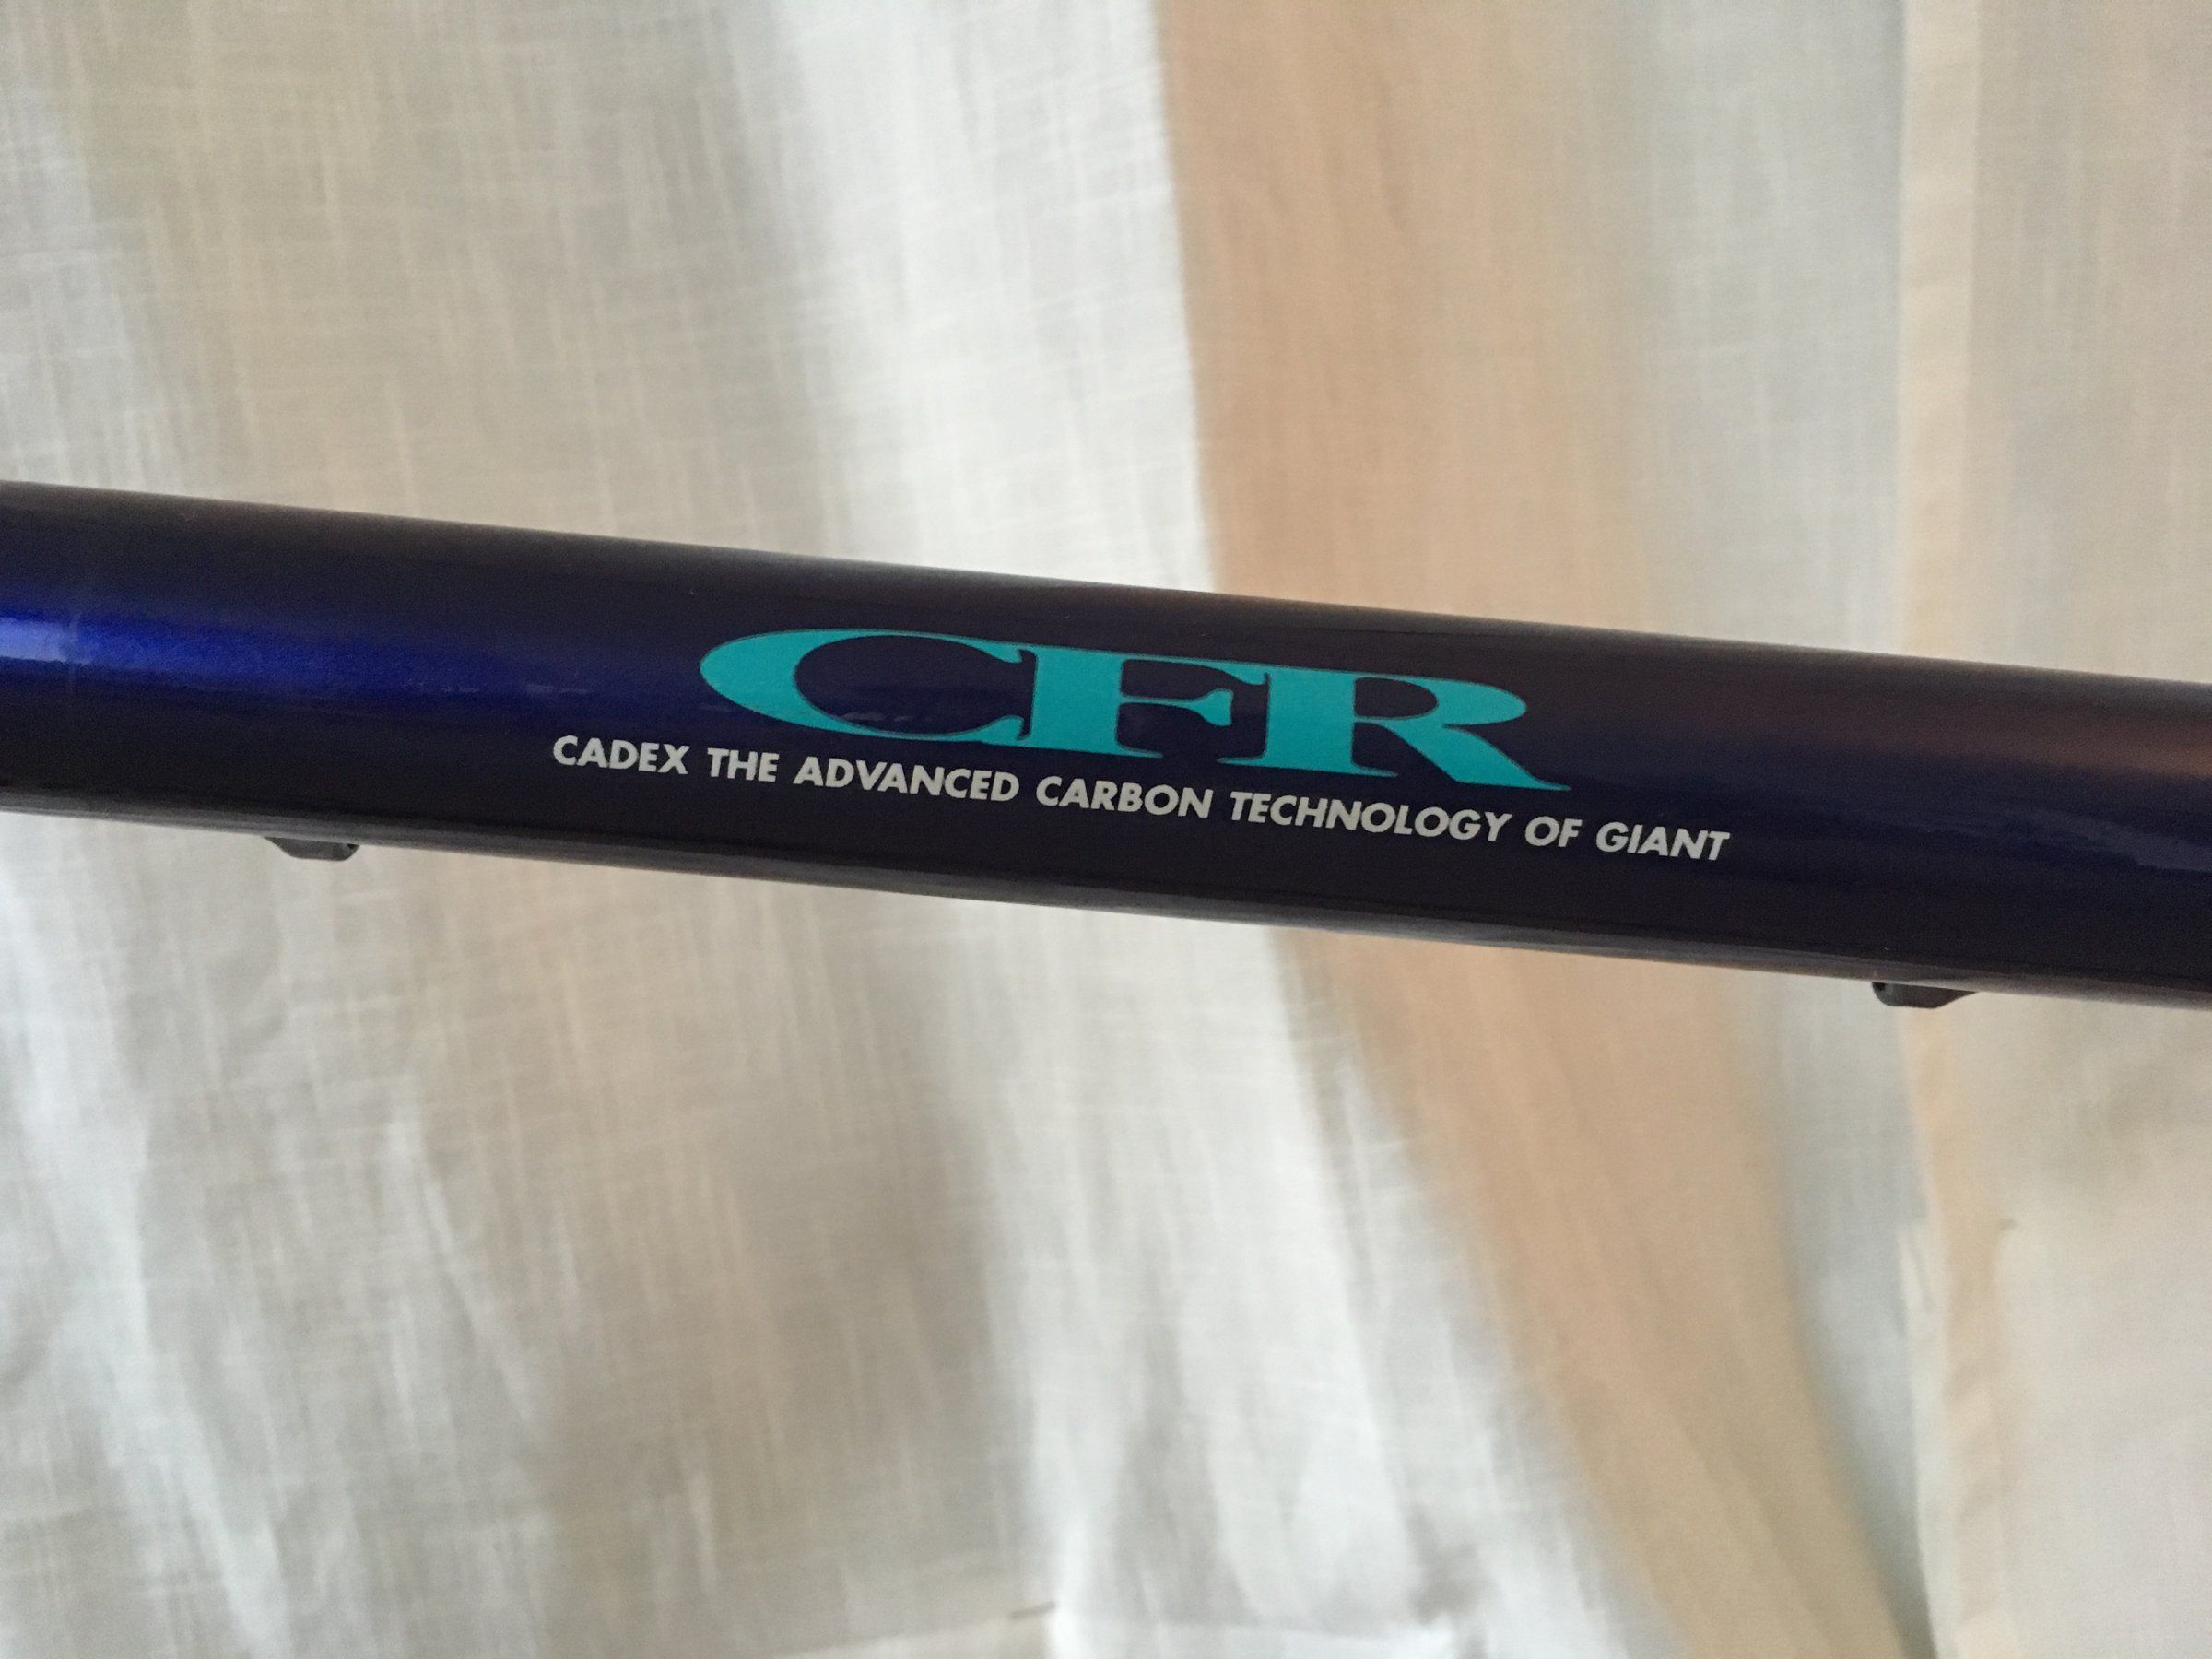 CFR
CADEX THE ADVANCED CARBON TECHNOLOGY OF GIANT